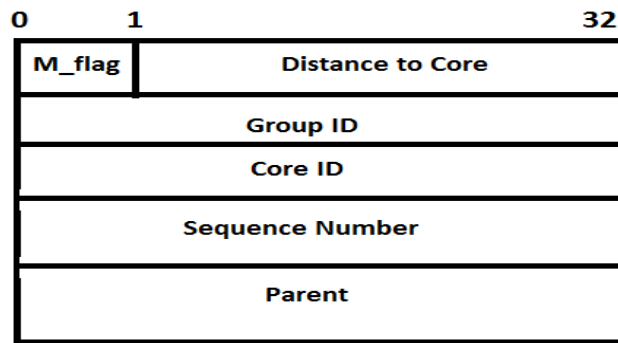 0 1 32
M_flag Distance to Core
Group ID
Core ID
Sequence Number
Parent